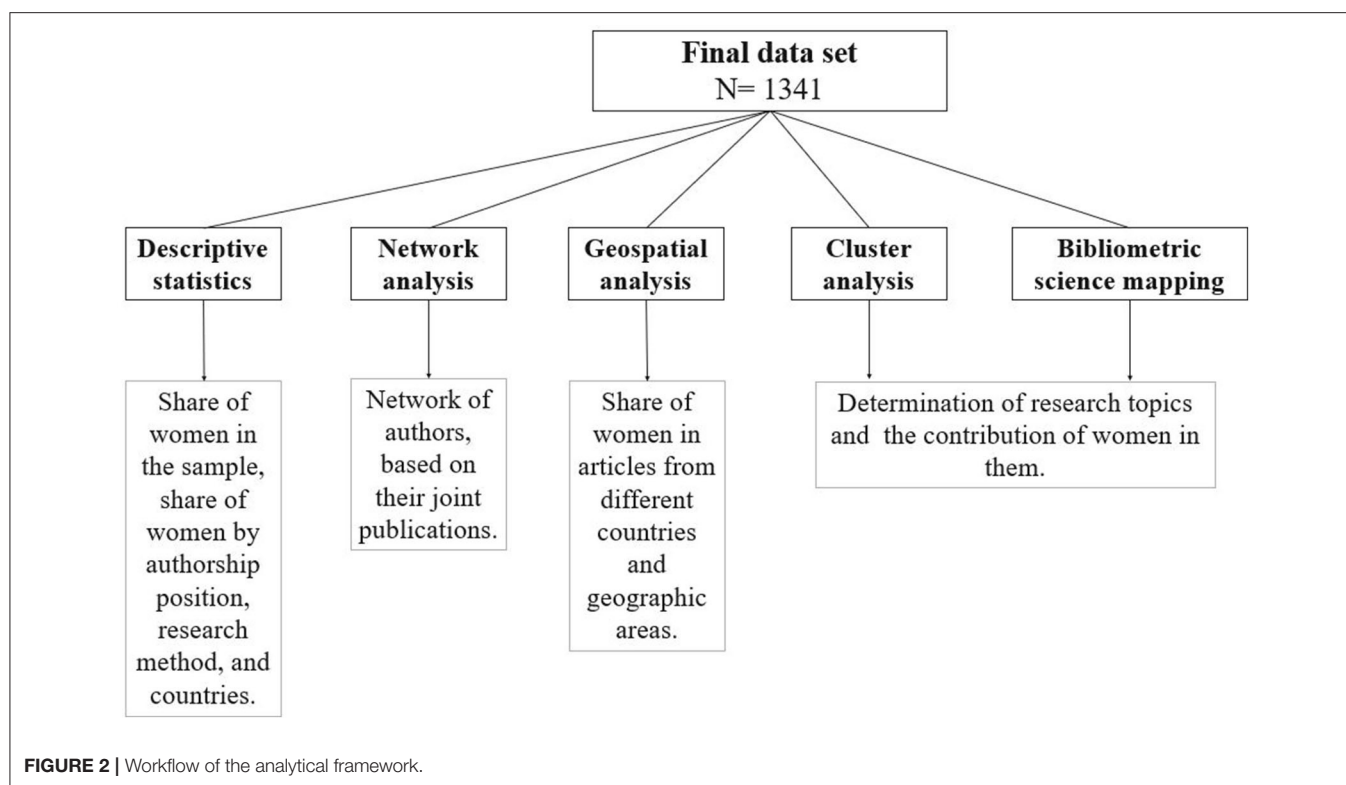 Final data set
N= 1341
Descriptive
statistics
Network
analysis
Geospatial
analysis
Cluster
analysis
Bibliometric
science mapping
Share of
women in
the sample,
share of
women by
authorship
position,
research
method, and
countries.
Network of
authors,
based on
their joint
publications.
Share of
women in
articles from
different
countries
and
geographic
areas.
Determination of research topics
and the contribution of women in
them.
FIGURE 2 | Workflow of the analytical framework.